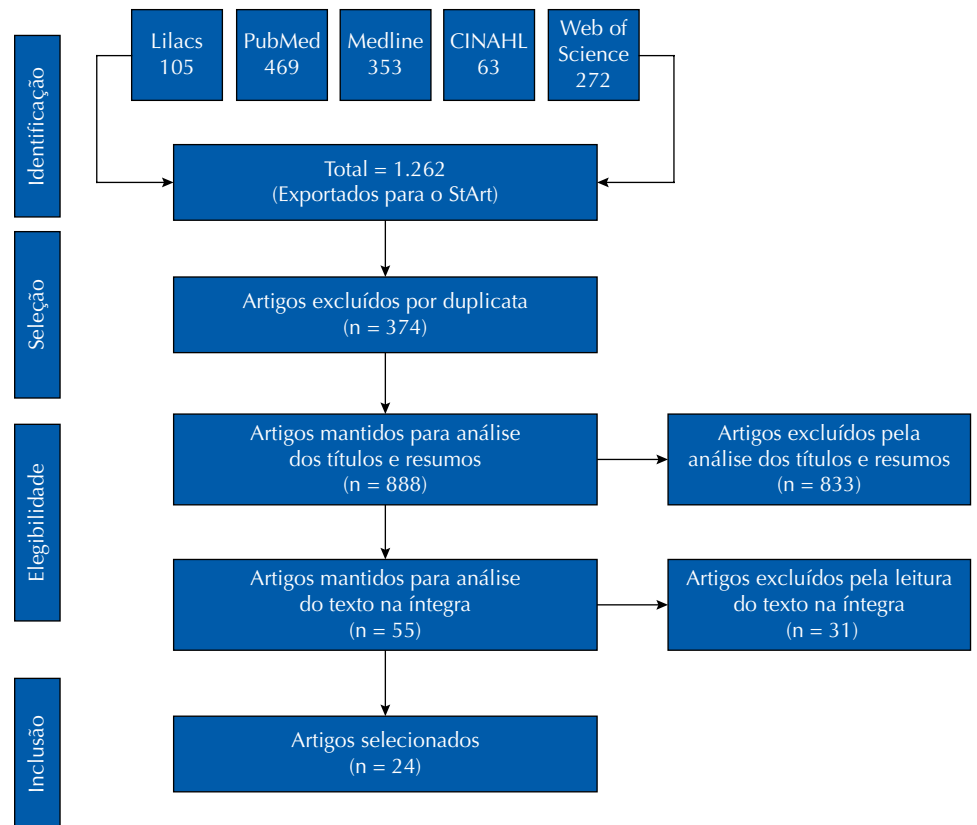 Identificação
Lilacs
105
PubMed
469
Medline
353
CINAHL
63
Web of
Science
272
Total = 1.262
(Exportados para o StArt)
Seleção
Artigos excluídos por duplicata
(n = 374)
Elegibilidade
Artigos mantidos para análise
dos títulos e resumos
(n = 888)
Artigos excluídos pela
análise dos títulos e resumos
(n = 833)
Artigos mantidos para análise
do texto na íntegra
(n = 55)
Artigos excluídos pela leitura
do texto na íntegra
(n = 31)
Inclusão
Artigos selecionados
(n = 24)